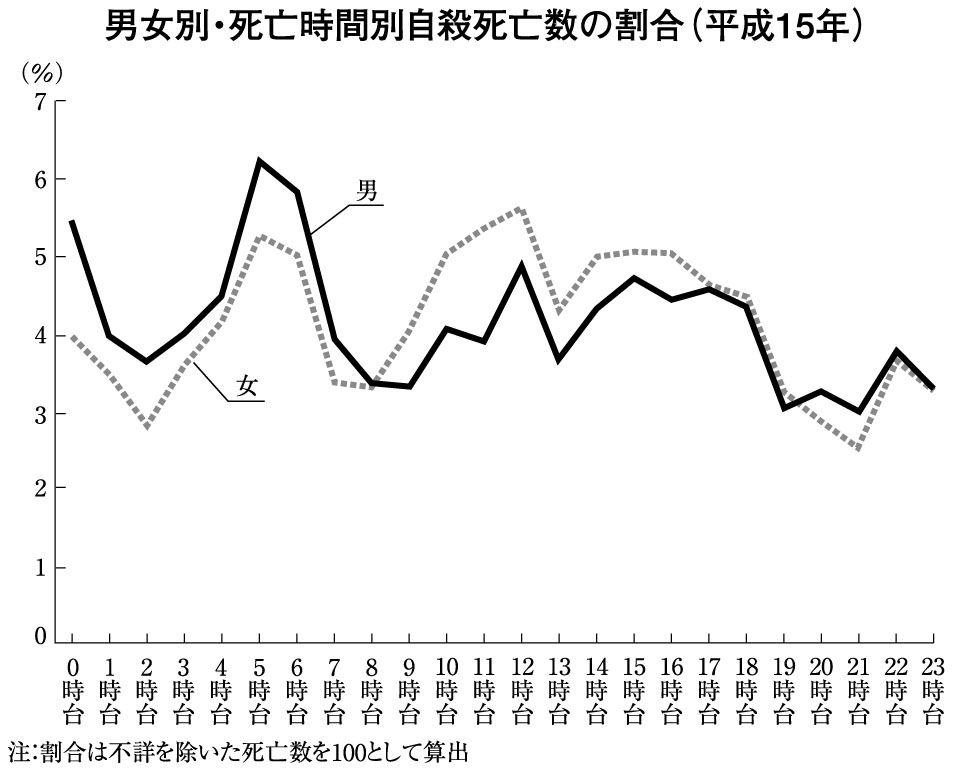 男女別・死亡時間別自殺死亡数の割合(平成15年)
(%)
7
6
男
5
4
女
3
2
1
0
0時台 1時台 2時台 3時台 4時台 5時台 6時台 7時台 8時台 9時台 10時台 11時台 12時台 13時台 14時台 15時台 16時台 17時台 18時台 19時台 20時台 21時台 22時台 23時台
注:割合は不詳を除いた死亡数を100として算出